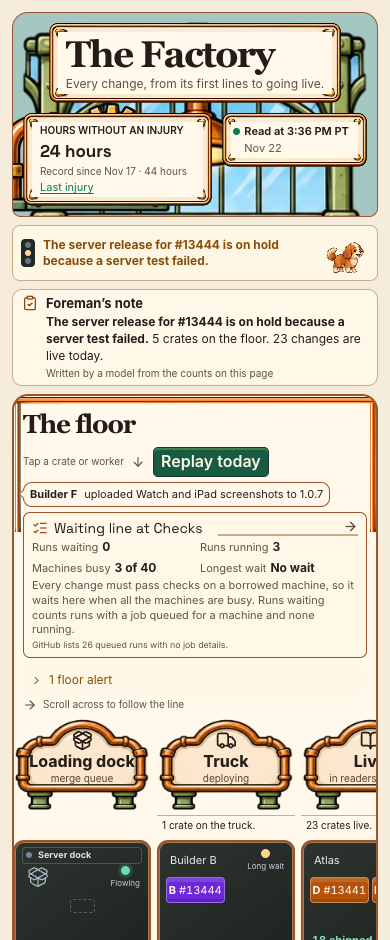 The Factory
Every change, from its first lines to going live.
HOURS WITHOUT AN INJURY
24 hours
Record since Nov 17 · 44 hours
Last injury
Read at 3:36 PM PT
Nov 22
The server release for #13444 is on hold
because a server test failed.
Foreman’s note
The server release for #13444 is on hold because a
server test failed. 5 crates on the floor. 23 changes are
live today.
Written by a model from the counts on this page
The floor
Tap a crate or worker
Replay today
Builder F uploaded Watch and iPad screenshots to 1.0.7
Waiting line at Checks
Runs waiting 0
Runs running 3
Machines busy 3 of 40
Longest wait No wait
Every change must pass checks on a borrowed machine, so it
waits here when all the machines are busy. Runs waiting
counts runs with a job queued for a machine and none
running.
GitHub lists 26 queued runs with no job details.
1 floor alert
Scroll across to follow the line
Loading dock
merge queue
Truck
deploying
Liv
in readers
1 crate on the truck.
23 crates live.
Server dock
Flowing
Builder B
Long wait
B #13444
Atlas
D #13441